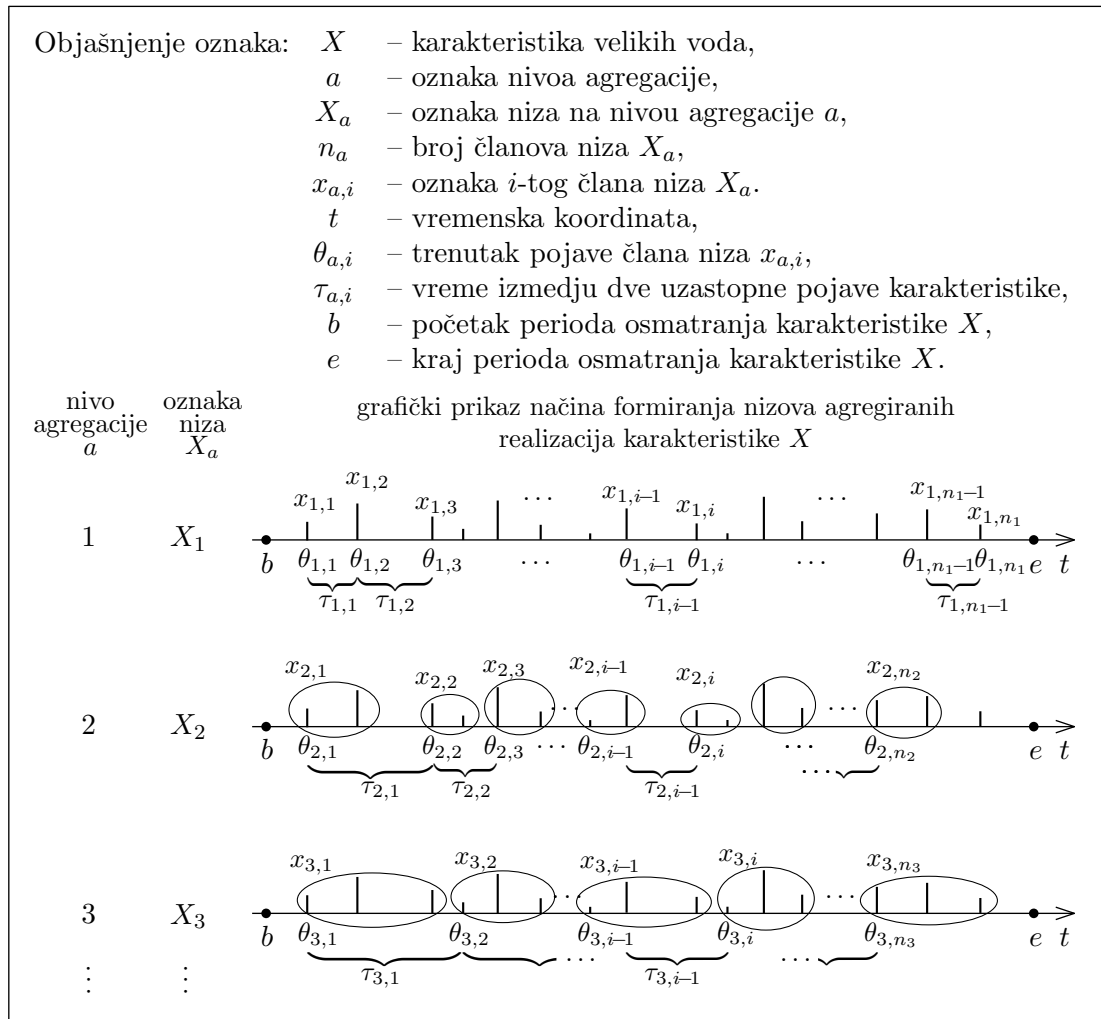 Objašnjenje oznaka: X – karakteristika velikih voda,
a – oznaka nivoa agregacije,
X_a – oznaka niza na nivou agregacije a,
n_a – broj članova niza X_a,
x_{a,i} – oznaka i-tog člana niza X_a.
t – vremenska koordinata,
θ_{a,i} – trenutak pojave člana niza x_{a,i},
τ_{a,i} – vreme izmedju dve uzastopne pojave karakteristike,
b – početak perioda osmatranja karakteristike X,
e – kraj perioda osmatranja karakteristike X.
nivo agregacije a
oznaka niza X_a
grafički prikaz načina formiranja nizova agregiranih
realizacija karakteristike X
x_{1,1} x_{1,2} x_{1,3} ... x_{1,i–1} x_{1,i} ... x_{1,n_1–1} x_{1,n_1}
1 X_1
b θ_{1,1} θ_{1,2} θ_{1,3} ... θ_{1,i–1} θ_{1,i} ... θ_{1,n_1–1} θ_{1,n_1} e t
τ_{1,1} τ_{1,2} τ_{1,i–1} τ_{1,n_1–1}
x_{2,1} x_{2,2} x_{2,3} ... x_{2,i–1} x_{2,i} ... x_{2,n_2}
2 X_2
b θ_{2,1} θ_{2,2} θ_{2,3} ... θ_{2,i–1} θ_{2,i} ... θ_{2,n_2} e t
τ_{2,1} τ_{2,2} τ_{2,i–1} ...
x_{3,1} x_{3,2} ... x_{3,i–1} x_{3,i} ... x_{3,n_3}
3 X_3
b θ_{3,1} θ_{3,2} θ_{3,i–1} θ_{3,i} θ_{3,n_3} e t
τ_{3,1} ... τ_{3,i–1} ...
⋮ ⋮